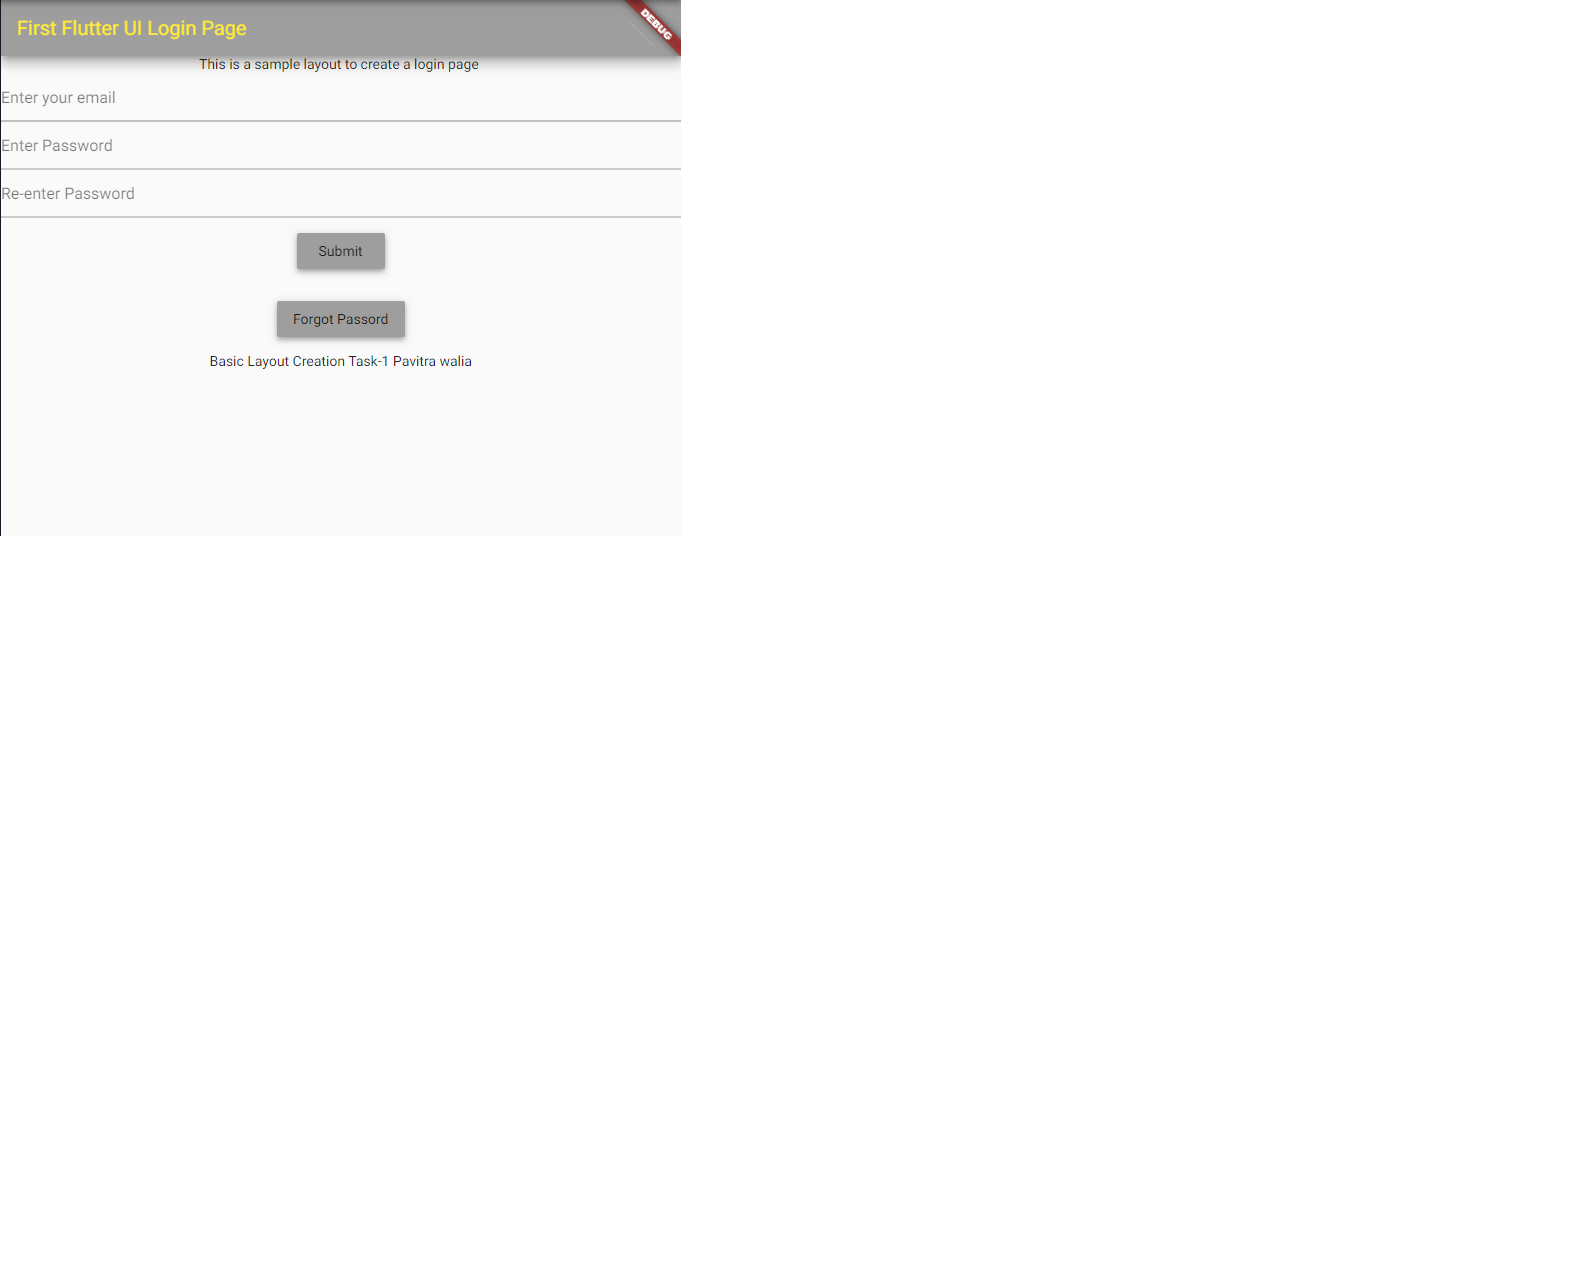 First Flutter UI Login Page
DEBUG
This is a sample layout to create a login page
Enter your email
Enter Password
Re-enter Password
Submit
Forgot Passord
Basic Layout Creation Task-1 Pavitra walia